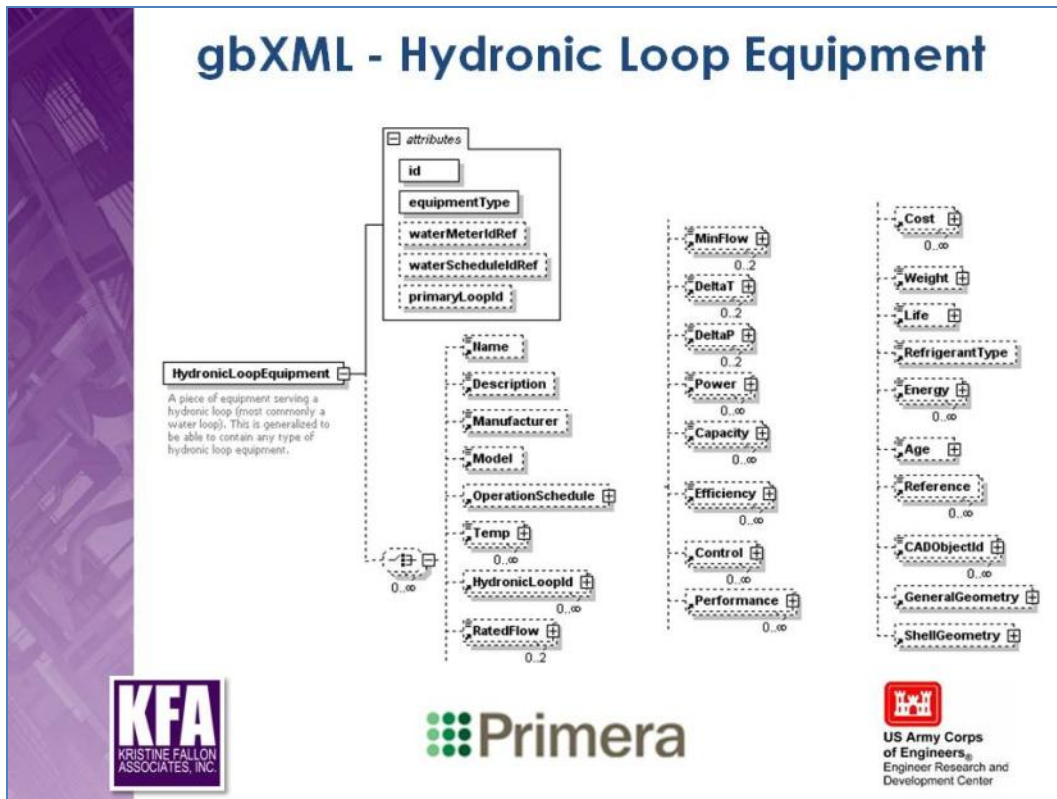 gbXML - Hydronic Loop Equipment
attributes
id
equipmentType
waterMeterIdRef
waterScheduleIdRef
primaryLoopId
HydronicLoopEquipment
A piece of equipment serving a
hydronic loop (most commonly a
water loop). This is generalized to
be able to contain any type of
hydronic loop equipment.
0..∞
Name
Description
Manufacturer
Model
OperationSchedule
Temp
0..∞
HydronicLoopId
0..∞
RatedFlow
0..2
MinFlow
0..2
DeltaT
0..2
DeltaP
0..2
Power
0..∞
Capacity
0..∞
Efficiency
0..∞
Control
0..∞
Performance
0..∞
Cost
0..∞
Weight
Life
RefrigerantType
Energy
0..∞
Age
Reference
0..∞
CADObjectId
0..∞
GeneralGeometry
ShellGeometry
KFA
KRISTINE FALLON
ASSOCIATES, INC.
Primera
US Army Corps
of Engineers®
Engineer Research and
Development Center